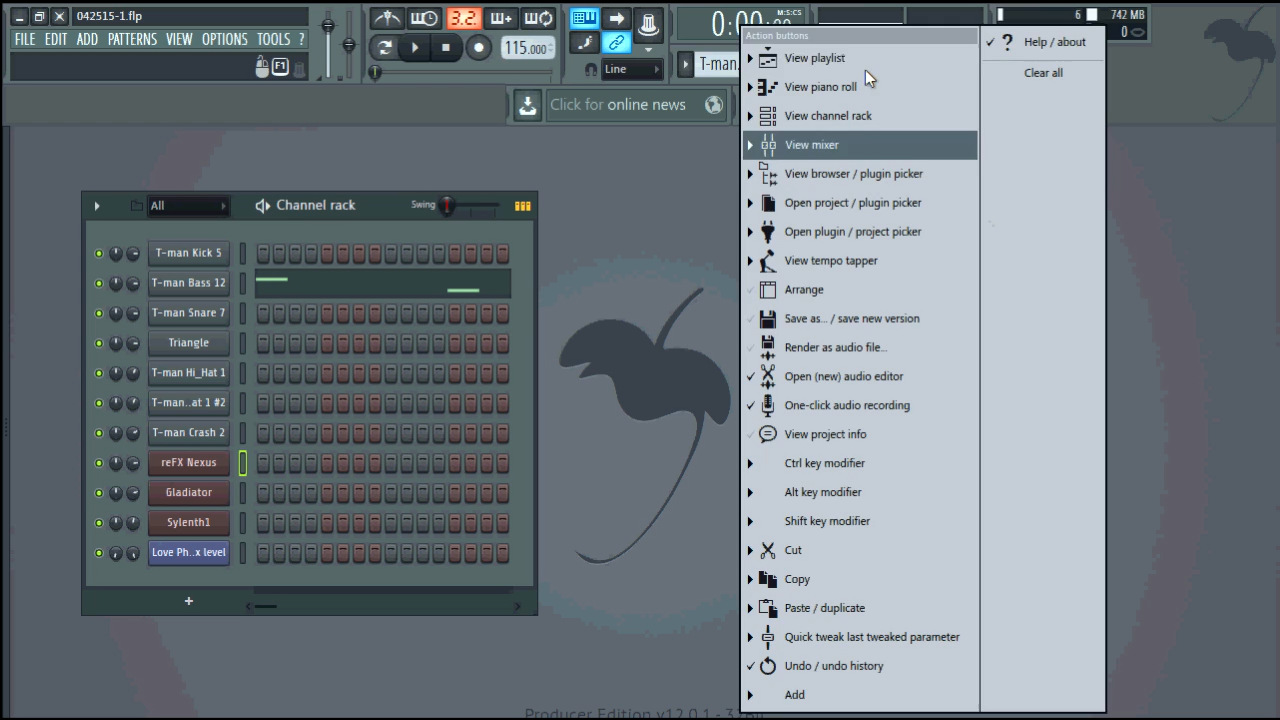 042515-1.flp
FILE EDIT ADD PATTERNS VIEW OPTIONS TOOLS ?
F1
3.2.
115.000
Line
0:00
M:S:CS
6
742 MB
0
T-man
Click for online news
All
Channel rack
Swing
T-man Kick 5
T-man Bass 12
T-man Snare 7
Triangle
T-man Hi_Hat 1
T-man..at 1 #2
T-man Crash 2
reFX Nexus
Gladiator
Sylenth1
Love Ph..x level
+
Action buttons
View playlist
View piano roll
View channel rack
View mixer
View browser / plugin picker
Open project / plugin picker
Open plugin / project picker
View tempo tapper
Arrange
Save as... / save new version
Render as audio file...
Open (new) audio editor
One-click audio recording
View project info
Ctrl key modifier
Alt key modifier
Shift key modifier
Cut
Copy
Paste / duplicate
Quick tweak last tweaked parameter
Undo / undo history
Add
? Help / about
Clear all
Producer Edition v12.0.1 - 32Bit